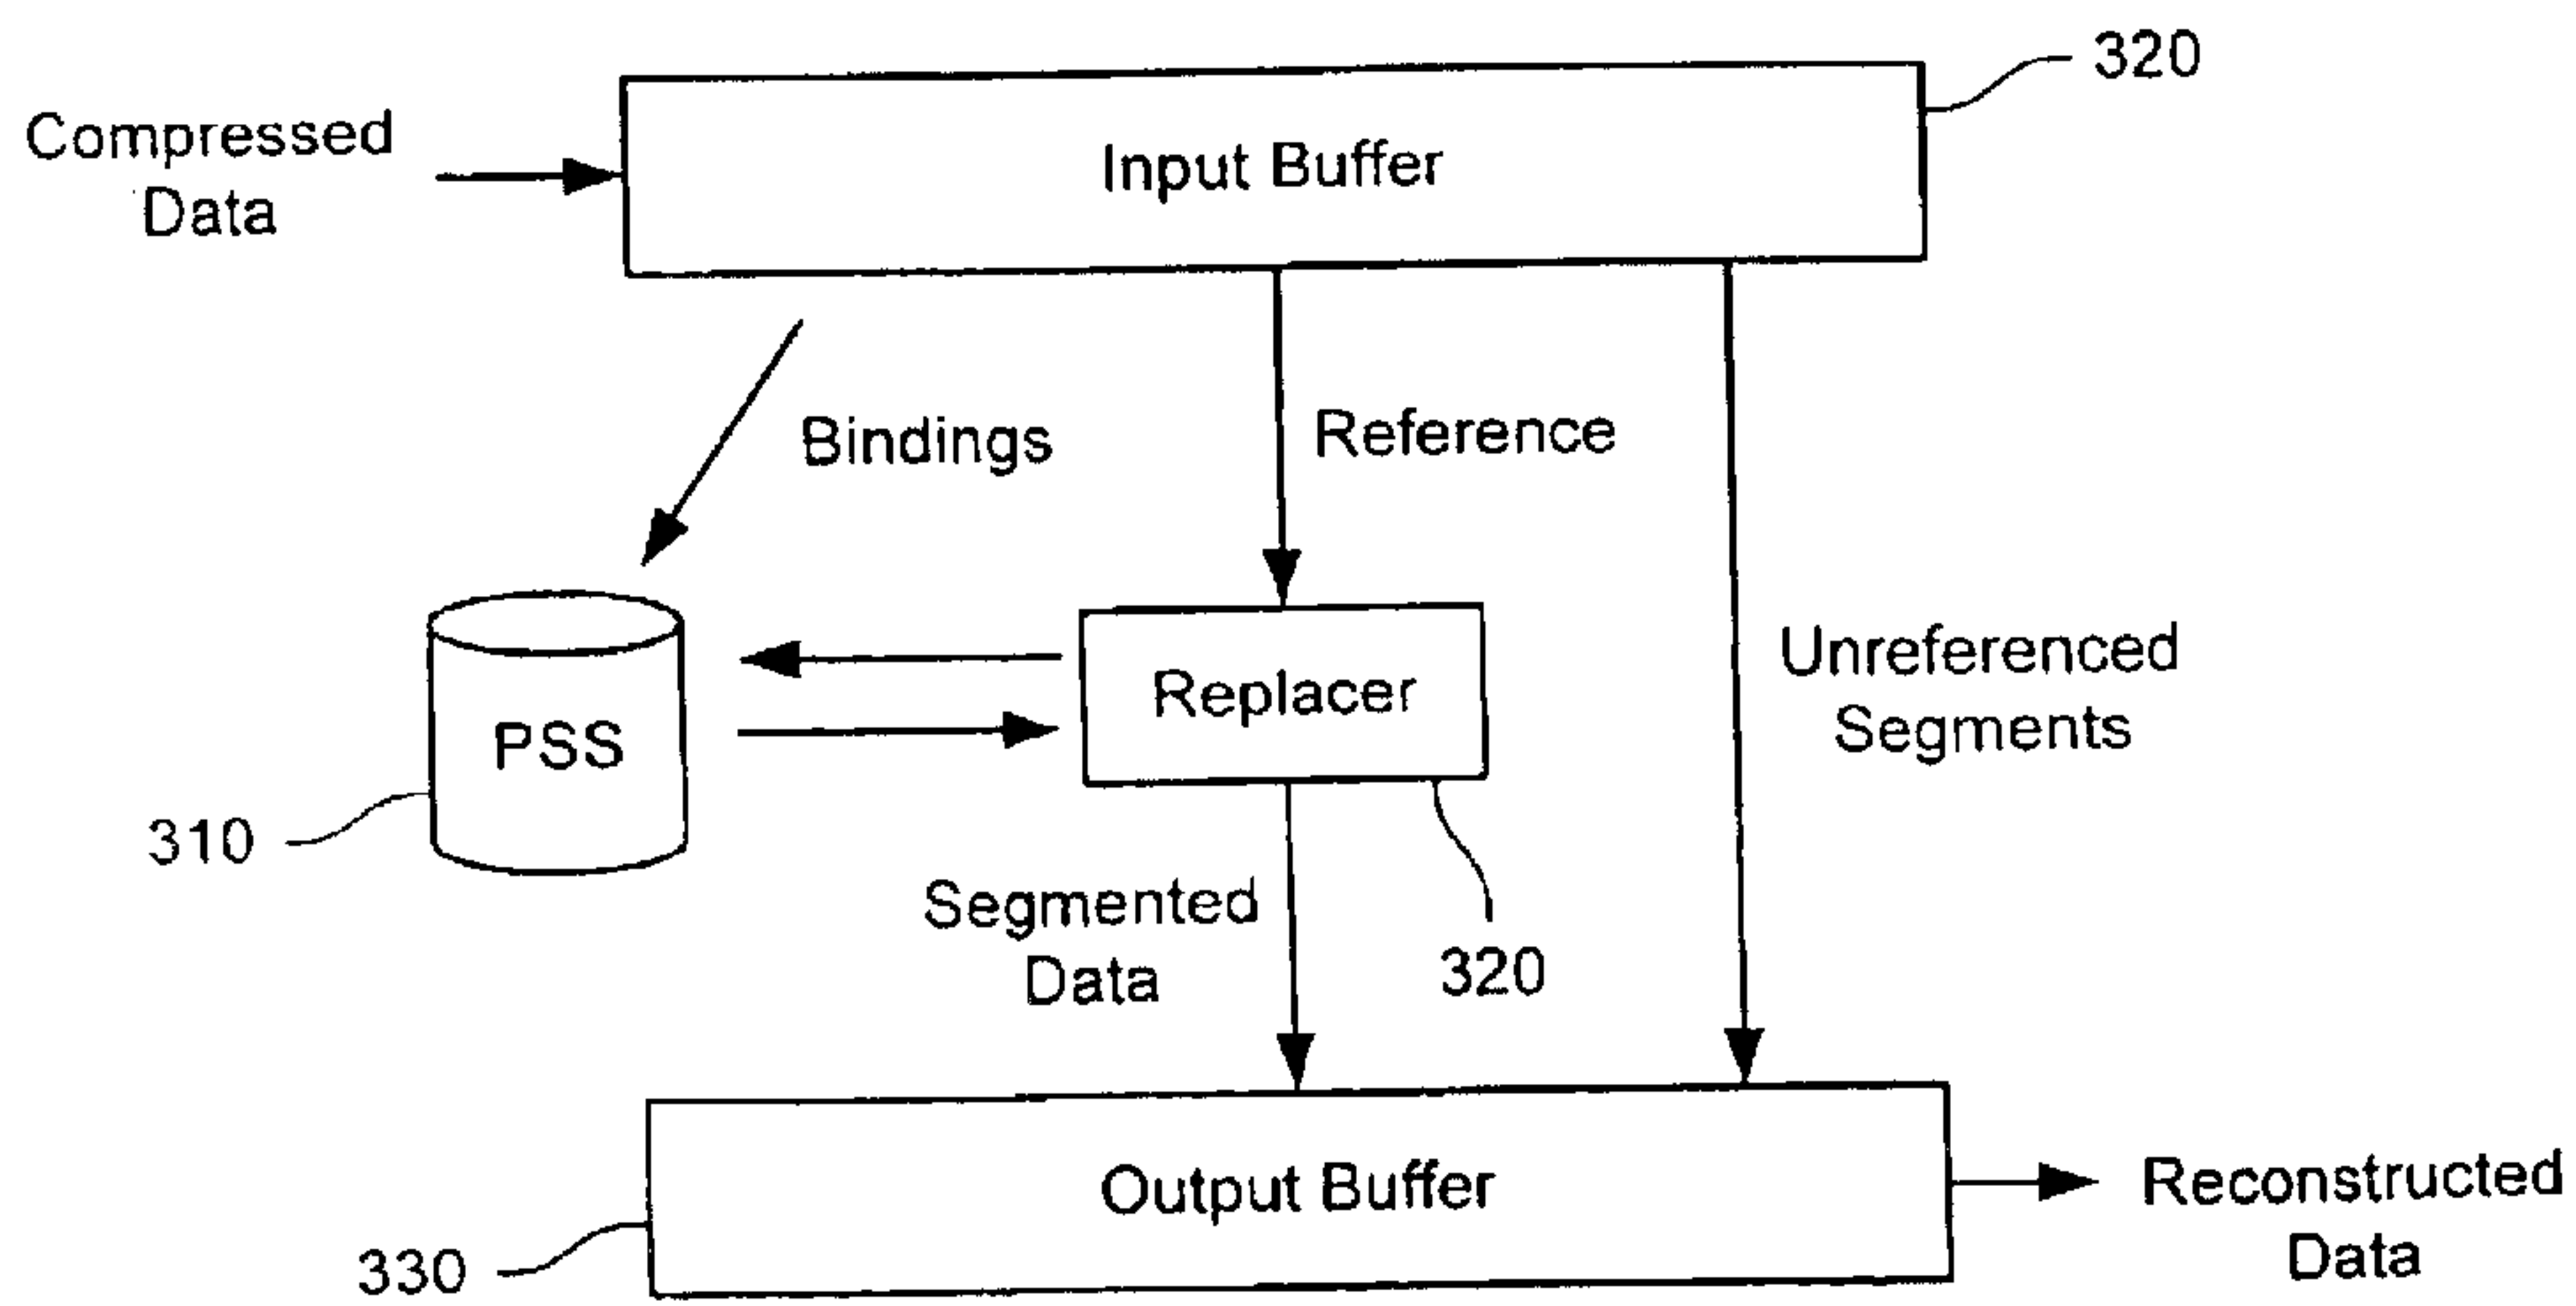 320
Compressed
Data
Input Buffer
Bindings
Reference
Unreferenced
Segments
Replacer
PSS
310
Segmented
Data
320
Output Buffer
Reconstructed
Data
330